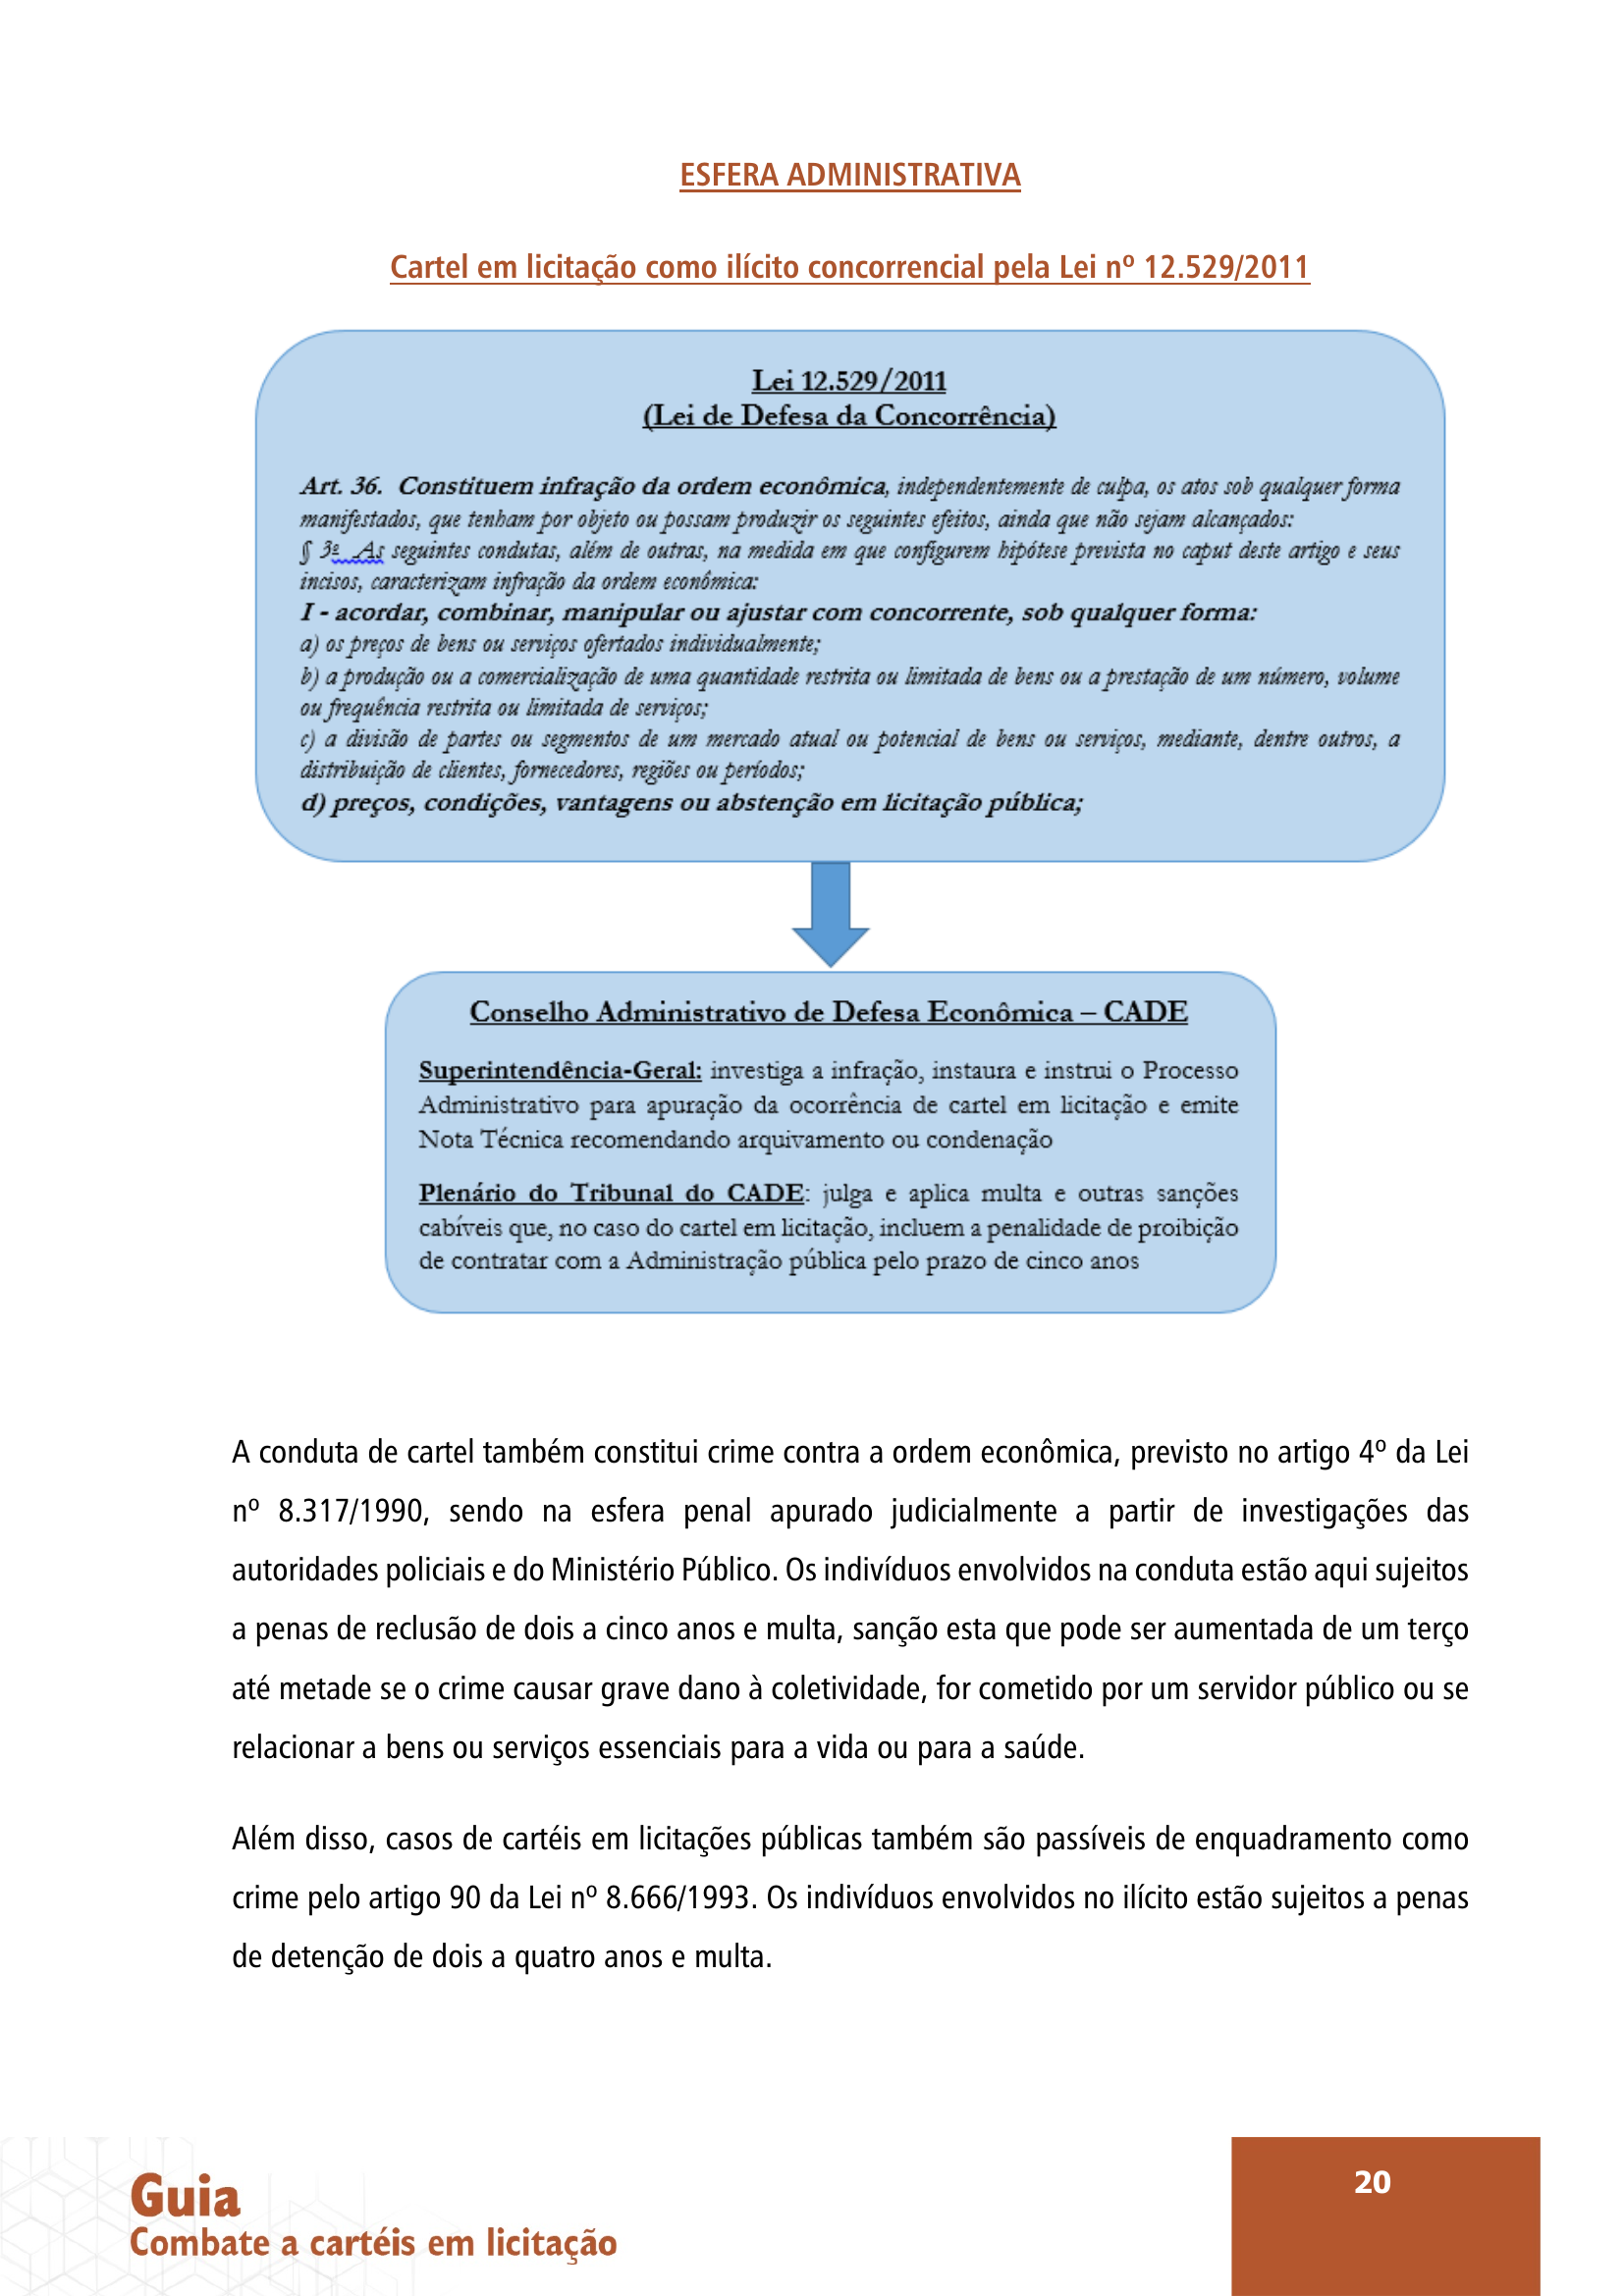 ESFERA ADMINISTRATIVA
Cartel em licitação como ilícito concorrencial pela Lei nº 12.529/2011
Lei 12.529/2011
(Lei de Defesa da Concorrência)
Art. 36.  Constituem infração da ordem econômica, independentemente de culpa, os atos sob qualquer forma
manifestados, que tenham por objeto ou possam produzir os seguintes efeitos, ainda que não sejam alcançados:
§ 3º  As seguintes condutas, além de outras, na medida em que configurem hipótese prevista no caput deste artigo e seus
incisos, caracterizam infração da ordem econômica:
I - acordar, combinar, manipular ou ajustar com concorrente, sob qualquer forma:
a) os preços de bens ou serviços ofertados individualmente;
b) a produção ou a comercialização de uma quantidade restrita ou limitada de bens ou a prestação de um número, volume
ou frequência restrita ou limitada de serviços;
c) a divisão de partes ou segmentos de um mercado atual ou potencial de bens ou serviços, mediante, dentre outros, a
distribuição de clientes, fornecedores, regiões ou períodos;
d) preços, condições, vantagens ou abstenção em licitação pública;
Conselho Administrativo de Defesa Econômica – CADE
Superintendência-Geral: investiga a infração, instaura e instrui o Processo
Administrativo para apuração da ocorrência de cartel em licitação e emite
Nota Técnica recomendando arquivamento ou condenação
Plenário do Tribunal do CADE: julga e aplica multa e outras sanções
cabíveis que, no caso do cartel em licitação, incluem a penalidade de proibição
de contratar com a Administração pública pelo prazo de cinco anos
A conduta de cartel também constitui crime contra a ordem econômica, previsto no artigo 4º da Lei
nº 8.317/1990, sendo na esfera penal apurado judicialmente a partir de investigações das
autoridades policiais e do Ministério Público. Os indivíduos envolvidos na conduta estão aqui sujeitos
a penas de reclusão de dois a cinco anos e multa, sanção esta que pode ser aumentada de um terço
até metade se o crime causar grave dano à coletividade, for cometido por um servidor público ou se
relacionar a bens ou serviços essenciais para a vida ou para a saúde.
Além disso, casos de cartéis em licitações públicas também são passíveis de enquadramento como
crime pelo artigo 90 da Lei nº 8.666/1993. Os indivíduos envolvidos no ilícito estão sujeitos a penas
de detenção de dois a quatro anos e multa.
Guia
Combate a cartéis em licitação
20